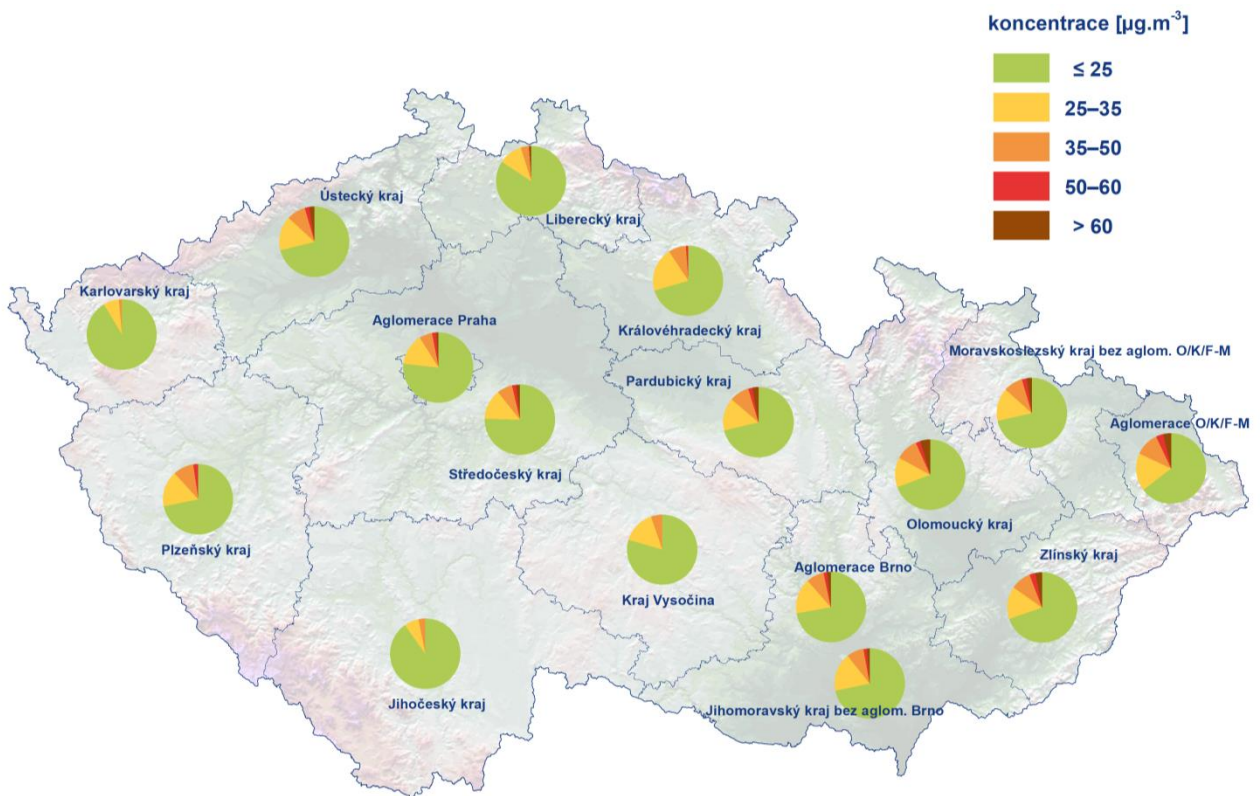 koncentrace [µg.m⁻³]
≤ 25
25–35
35–50
50–60
> 60
Ústecký kraj
Liberecký kraj
Karlovarský kraj
Aglomerace Praha
Královéhradecký kraj
Moravskoslezský kraj bez aglom. O/K/F-M
Pardubický kraj
Aglomerace O/K/F-M
Středočeský kraj
Olomoucký kraj
Plzeňský kraj
Zlínský kraj
Aglomerace Brno
Kraj Vysočina
Jihočeský kraj
Jihomoravský kraj bez aglom. Brno